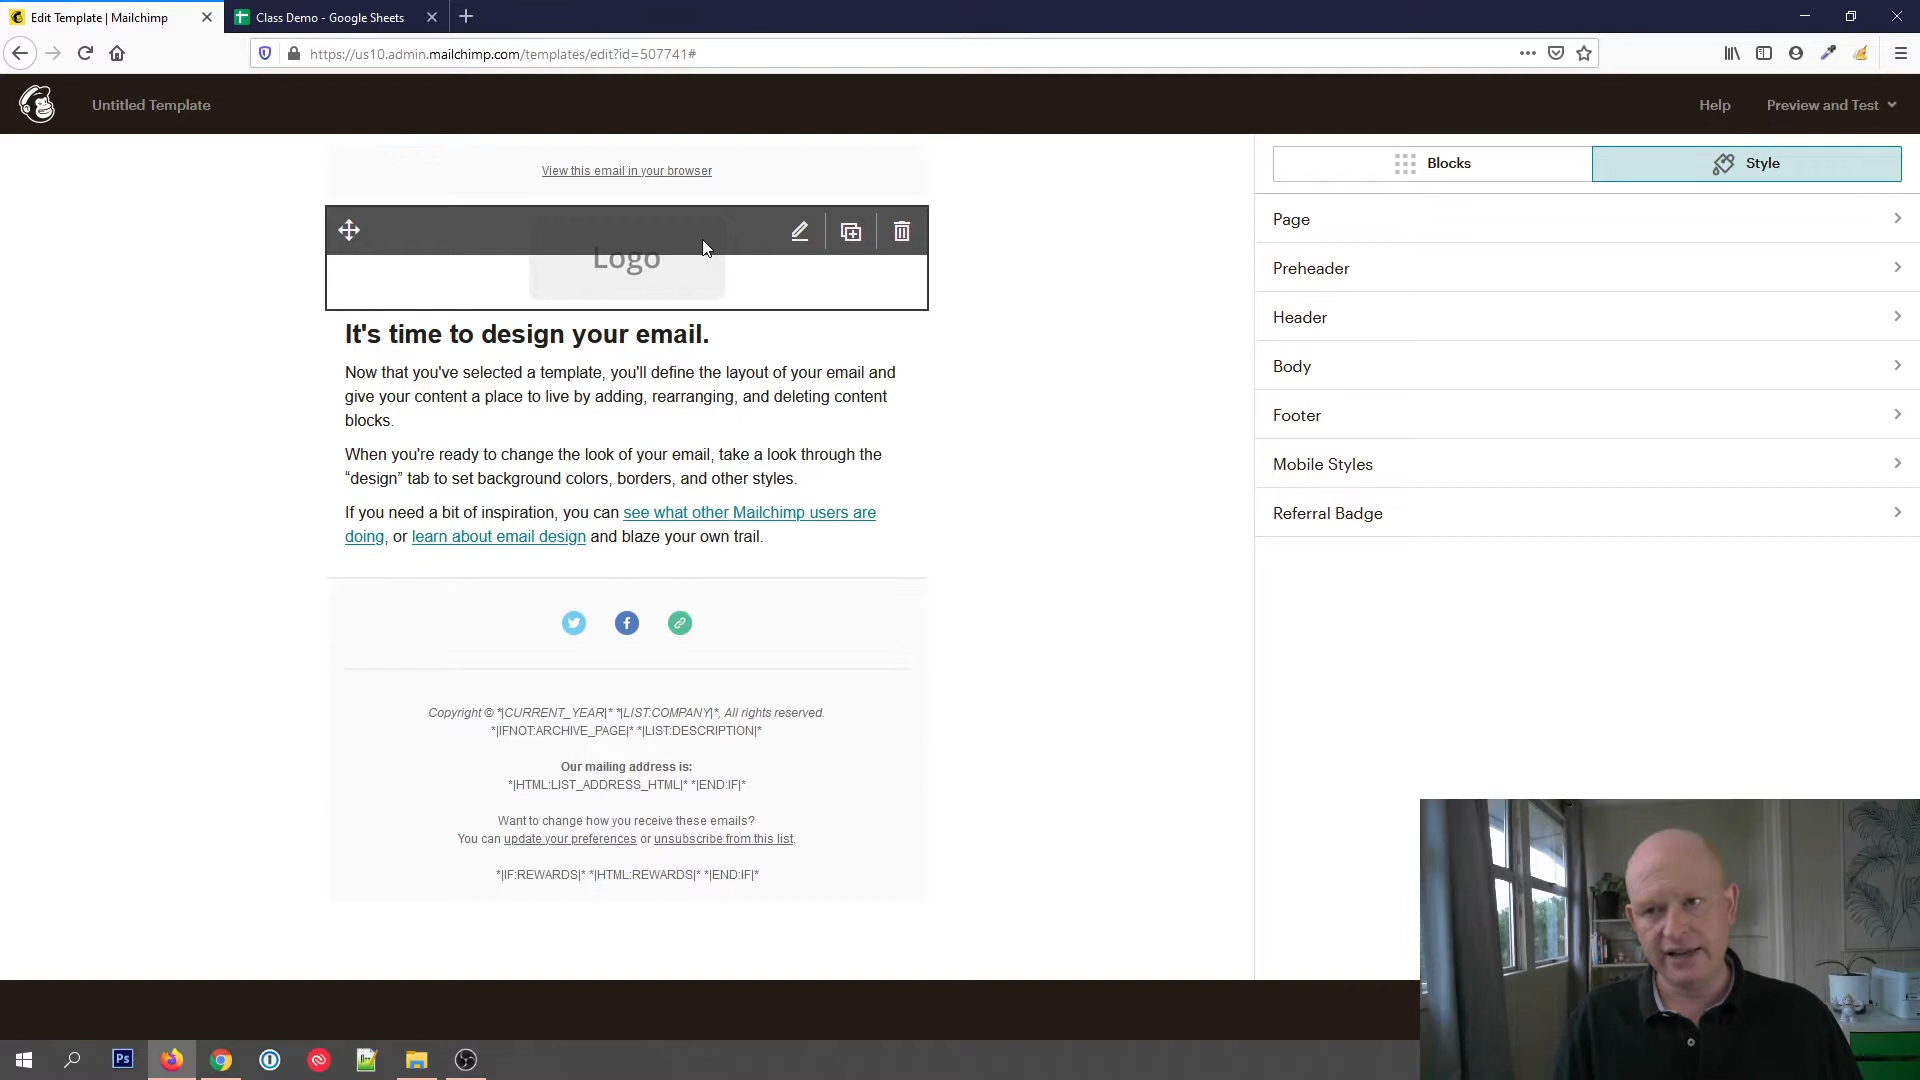 Edit Template | Mailchimp
Class Demo - Google Sheets
https://us10.admin.mailchimp.com/templates/edit?id=507741#
Untitled Template
Help
Preview and Test
View this email in your browser
Logo
It's time to design your email.
Now that you've selected a template, you'll define the layout of your email and
give your content a place to live by adding, rearranging, and deleting content
blocks.
When you're ready to change the look of your email, take a look through the
“design” tab to set background colors, borders, and other styles.
If you need a bit of inspiration, you can see what other Mailchimp users are
doing, or learn about email design and blaze your own trail.
Copyright © *|CURRENT_YEAR|* *|LIST:COMPANY|*, All rights reserved.
*|IFNOT:ARCHIVE_PAGE|* *|LIST:DESCRIPTION|*
Our mailing address is:
*|HTML:LIST_ADDRESS_HTML|* *|END:IF|*
Want to change how you receive these emails?
You can update your preferences or unsubscribe from this list.
*|IF:REWARDS|* *|HTML:REWARDS|* *|END:IF|*
Blocks
Style
Page
Preheader
Header
Body
Footer
Mobile Styles
Referral Badge
Ps